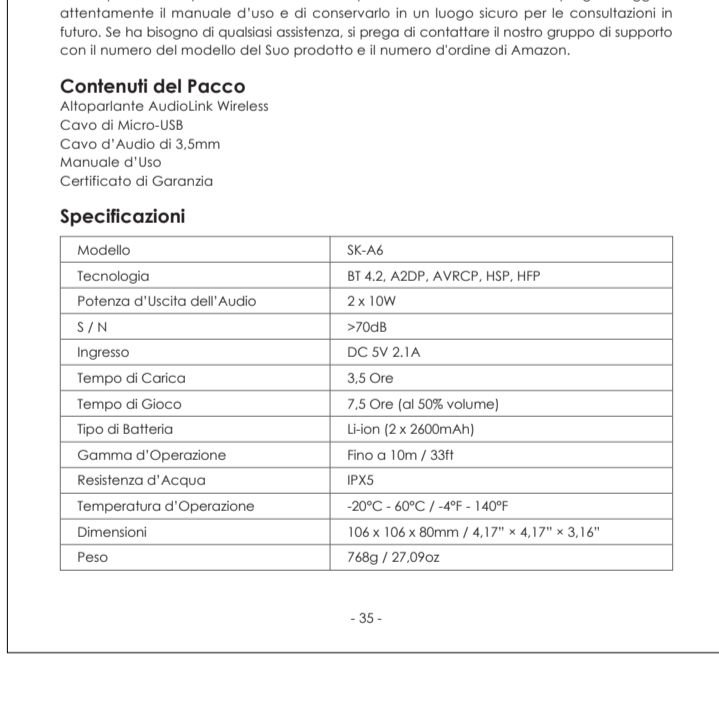 attentamente il manuale d'uso e di conservarlo in un luogo sicuro per le consultazioni in
futuro. Se ha bisogno di qualsiasi assistenza, si prega di contattare il nostro gruppo di supporto
con il numero del modello del Suo prodotto e il numero d'ordine di Amazon.
Contenuti del Pacco
Altoparlante AudioLink Wireless
Cavo di Micro-USB
Cavo d'Audio di 3,5mm
Manuale d'Uso
Certificato di Garanzia
Specificazioni
Modello SK-A6
Tecnologia BT 4.2, A2DP, AVRCP, HSP, HFP
Potenza d'Uscita dell'Audio 2 x 10W
S / N >70dB
Ingresso DC 5V 2.1A
Tempo di Carica 3,5 Ore
Tempo di Gioco 7,5 Ore (al 50% volume)
Tipo di Batteria Li-ion (2 x 2600mAh)
Gamma d'Operazione Fino a 10m / 33ft
Resistenza d'Acqua IPX5
Temperatura d'Operazione -20ºC - 60ºC / -4ºF - 140ºF
Dimensioni 106 x 106 x 80mm / 4,17" × 4,17" × 3,16"
Peso 768g / 27,09oz
- 35 -